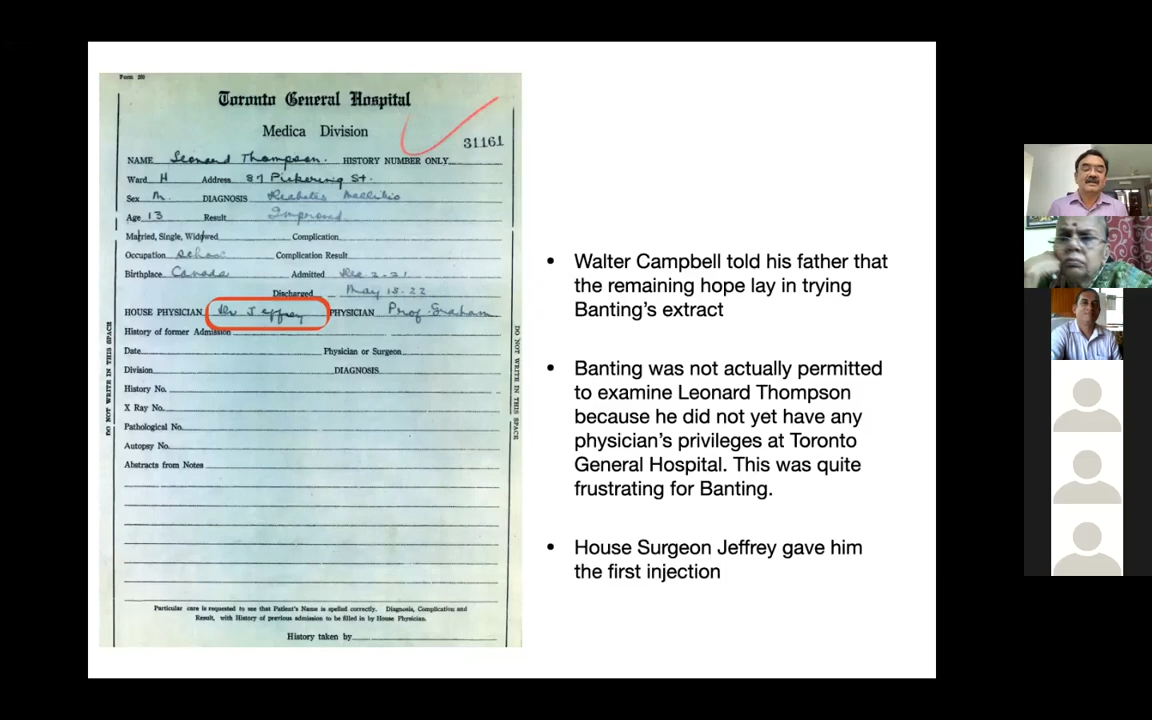 Form 200
Toronto General Hospital
Medica Division
31161
NAME Leonard Thompson. HISTORY NUMBER ONLY
Ward H Address 87 Pickering St.
Sex M. DIAGNOSIS Diabetes Mellitis
Age 13 Result Improved.
Married, Single, Widowed Complication
Occupation School Complication Result
Birthplace Canada Admitted Dec 2-21
Discharged May 15-22
HOUSE PHYSICIAN Dr Jeffrey PHYSICIAN Prof. Graham
History of former Admission
Date Physician or Surgeon
Division DIAGNOSIS
History No.
X Ray No.
Pathological No.
Autopsy No.
Abstracts from Notes
DO NOT WRITE IN THIS SPACE
DO NOT WRITE IN THIS SPACE
Particular care is requested to see that Patient's Name is spelled correctly. Diagnosis, Complication and
Result, with History of previous admission to be filled in by House Physician.
History taken by
• Walter Campbell told his father that
the remaining hope lay in trying
Banting's extract
• Banting was not actually permitted
to examine Leonard Thompson
because he did not yet have any
physician's privileges at Toronto
General Hospital. This was quite
frustrating for Banting.
• House Surgeon Jeffrey gave him
the first injection